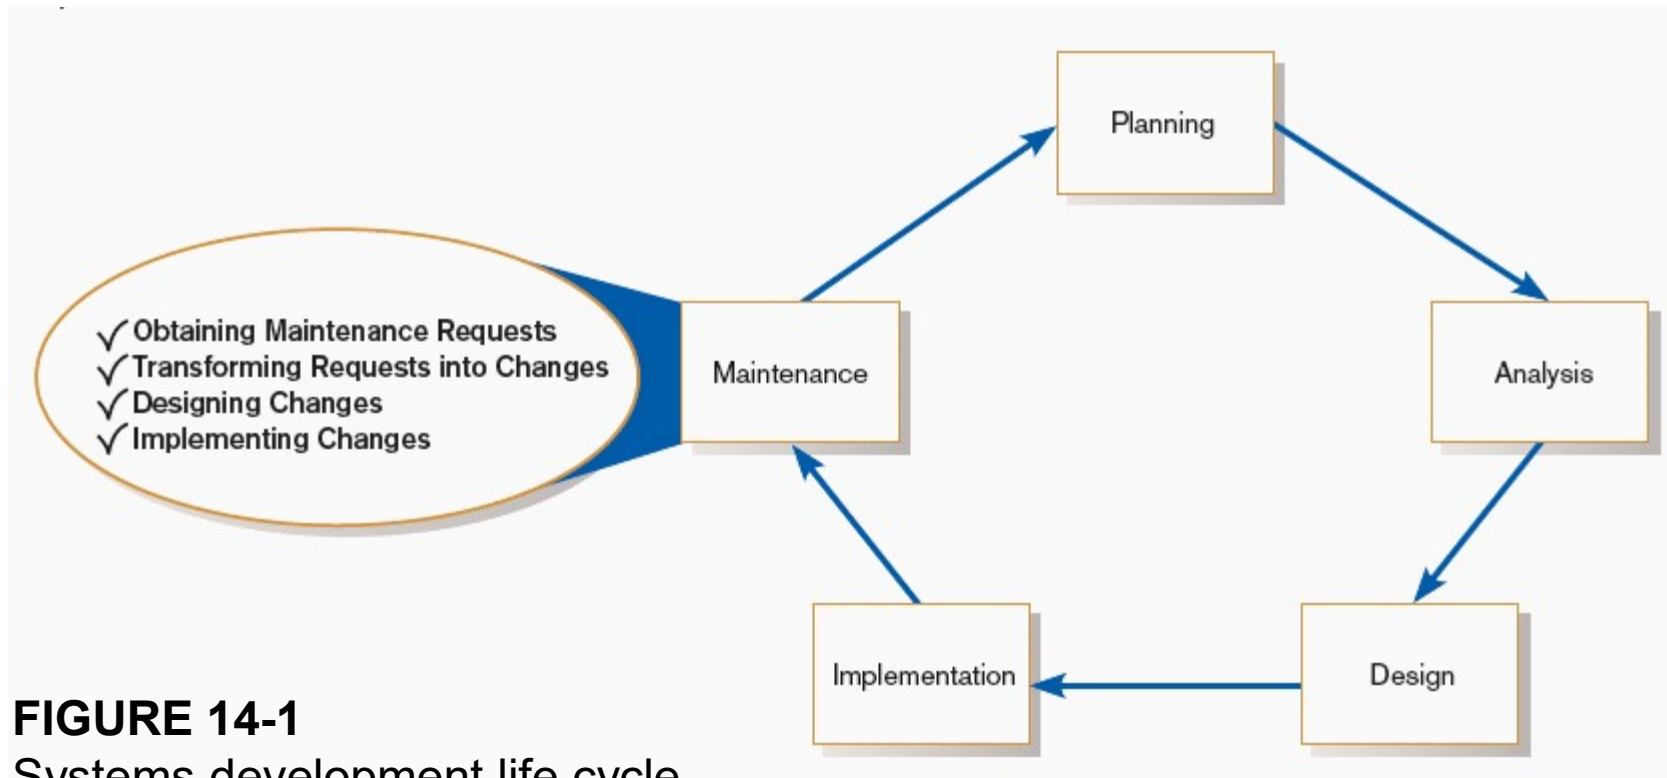 Planning
✓ Obtaining Maintenance Requests
✓ Transforming Requests into Changes
✓ Designing Changes
✓ Implementing Changes
Maintenance
Analysis
Implementation
Design
FIGURE 14-1
Systems development life cycle